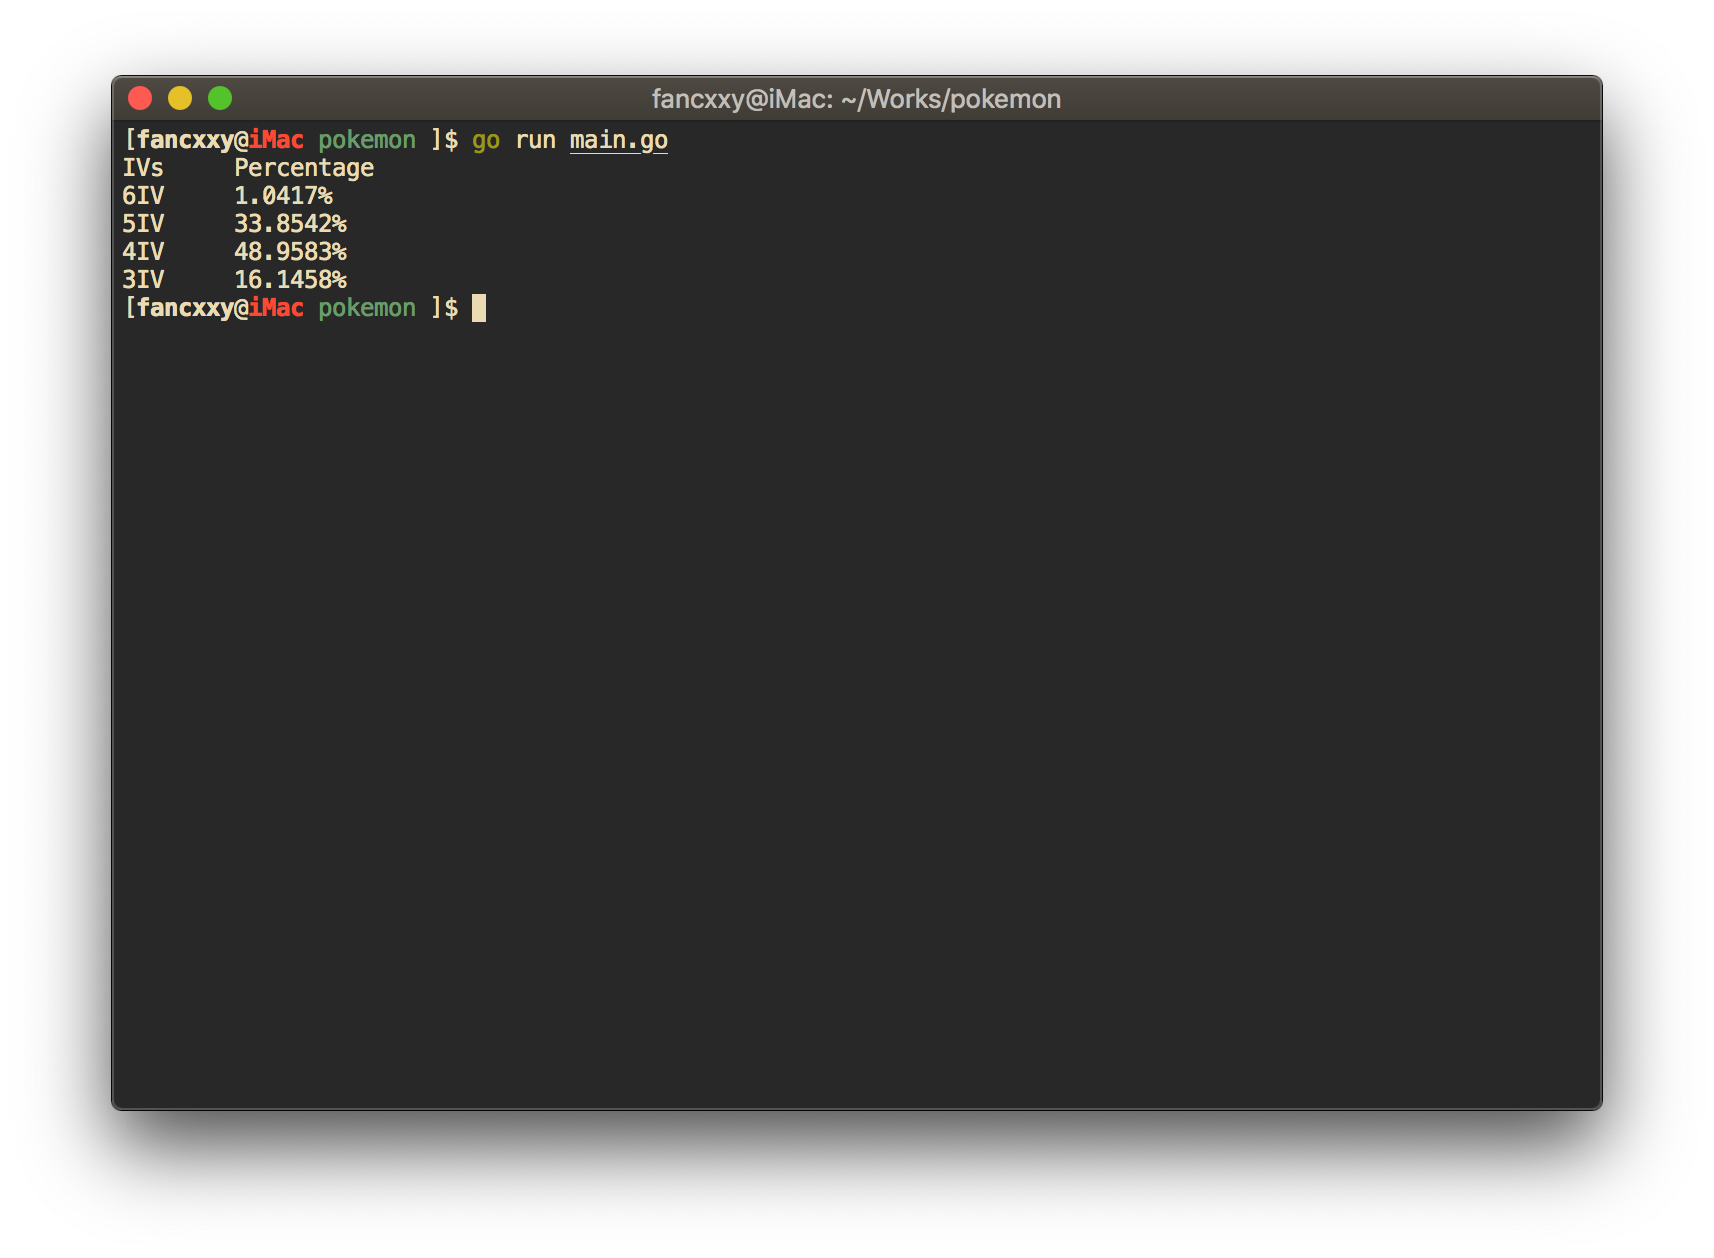 fancxxy@iMac: ~/Works/pokemon
[fancxxy@iMac pokemon ]$ go run main.go
IVs     Percentage
6IV     1.0417%
5IV     33.8542%
4IV     48.9583%
3IV     16.1458%
[fancxxy@iMac pokemon ]$